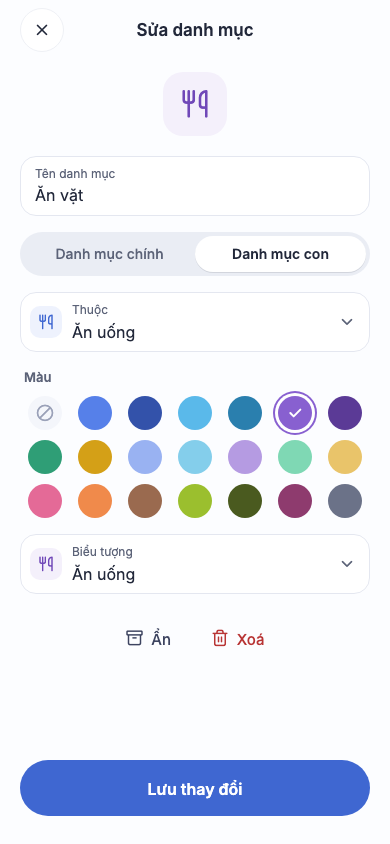 Sửa danh mục
Tên danh mục
Ăn vặt
Danh mục chính
Danh mục con
Thuộc
Ăn uống
Màu
Biểu tượng
Ăn uống
Ẩn
Xoá
Lưu thay đổi